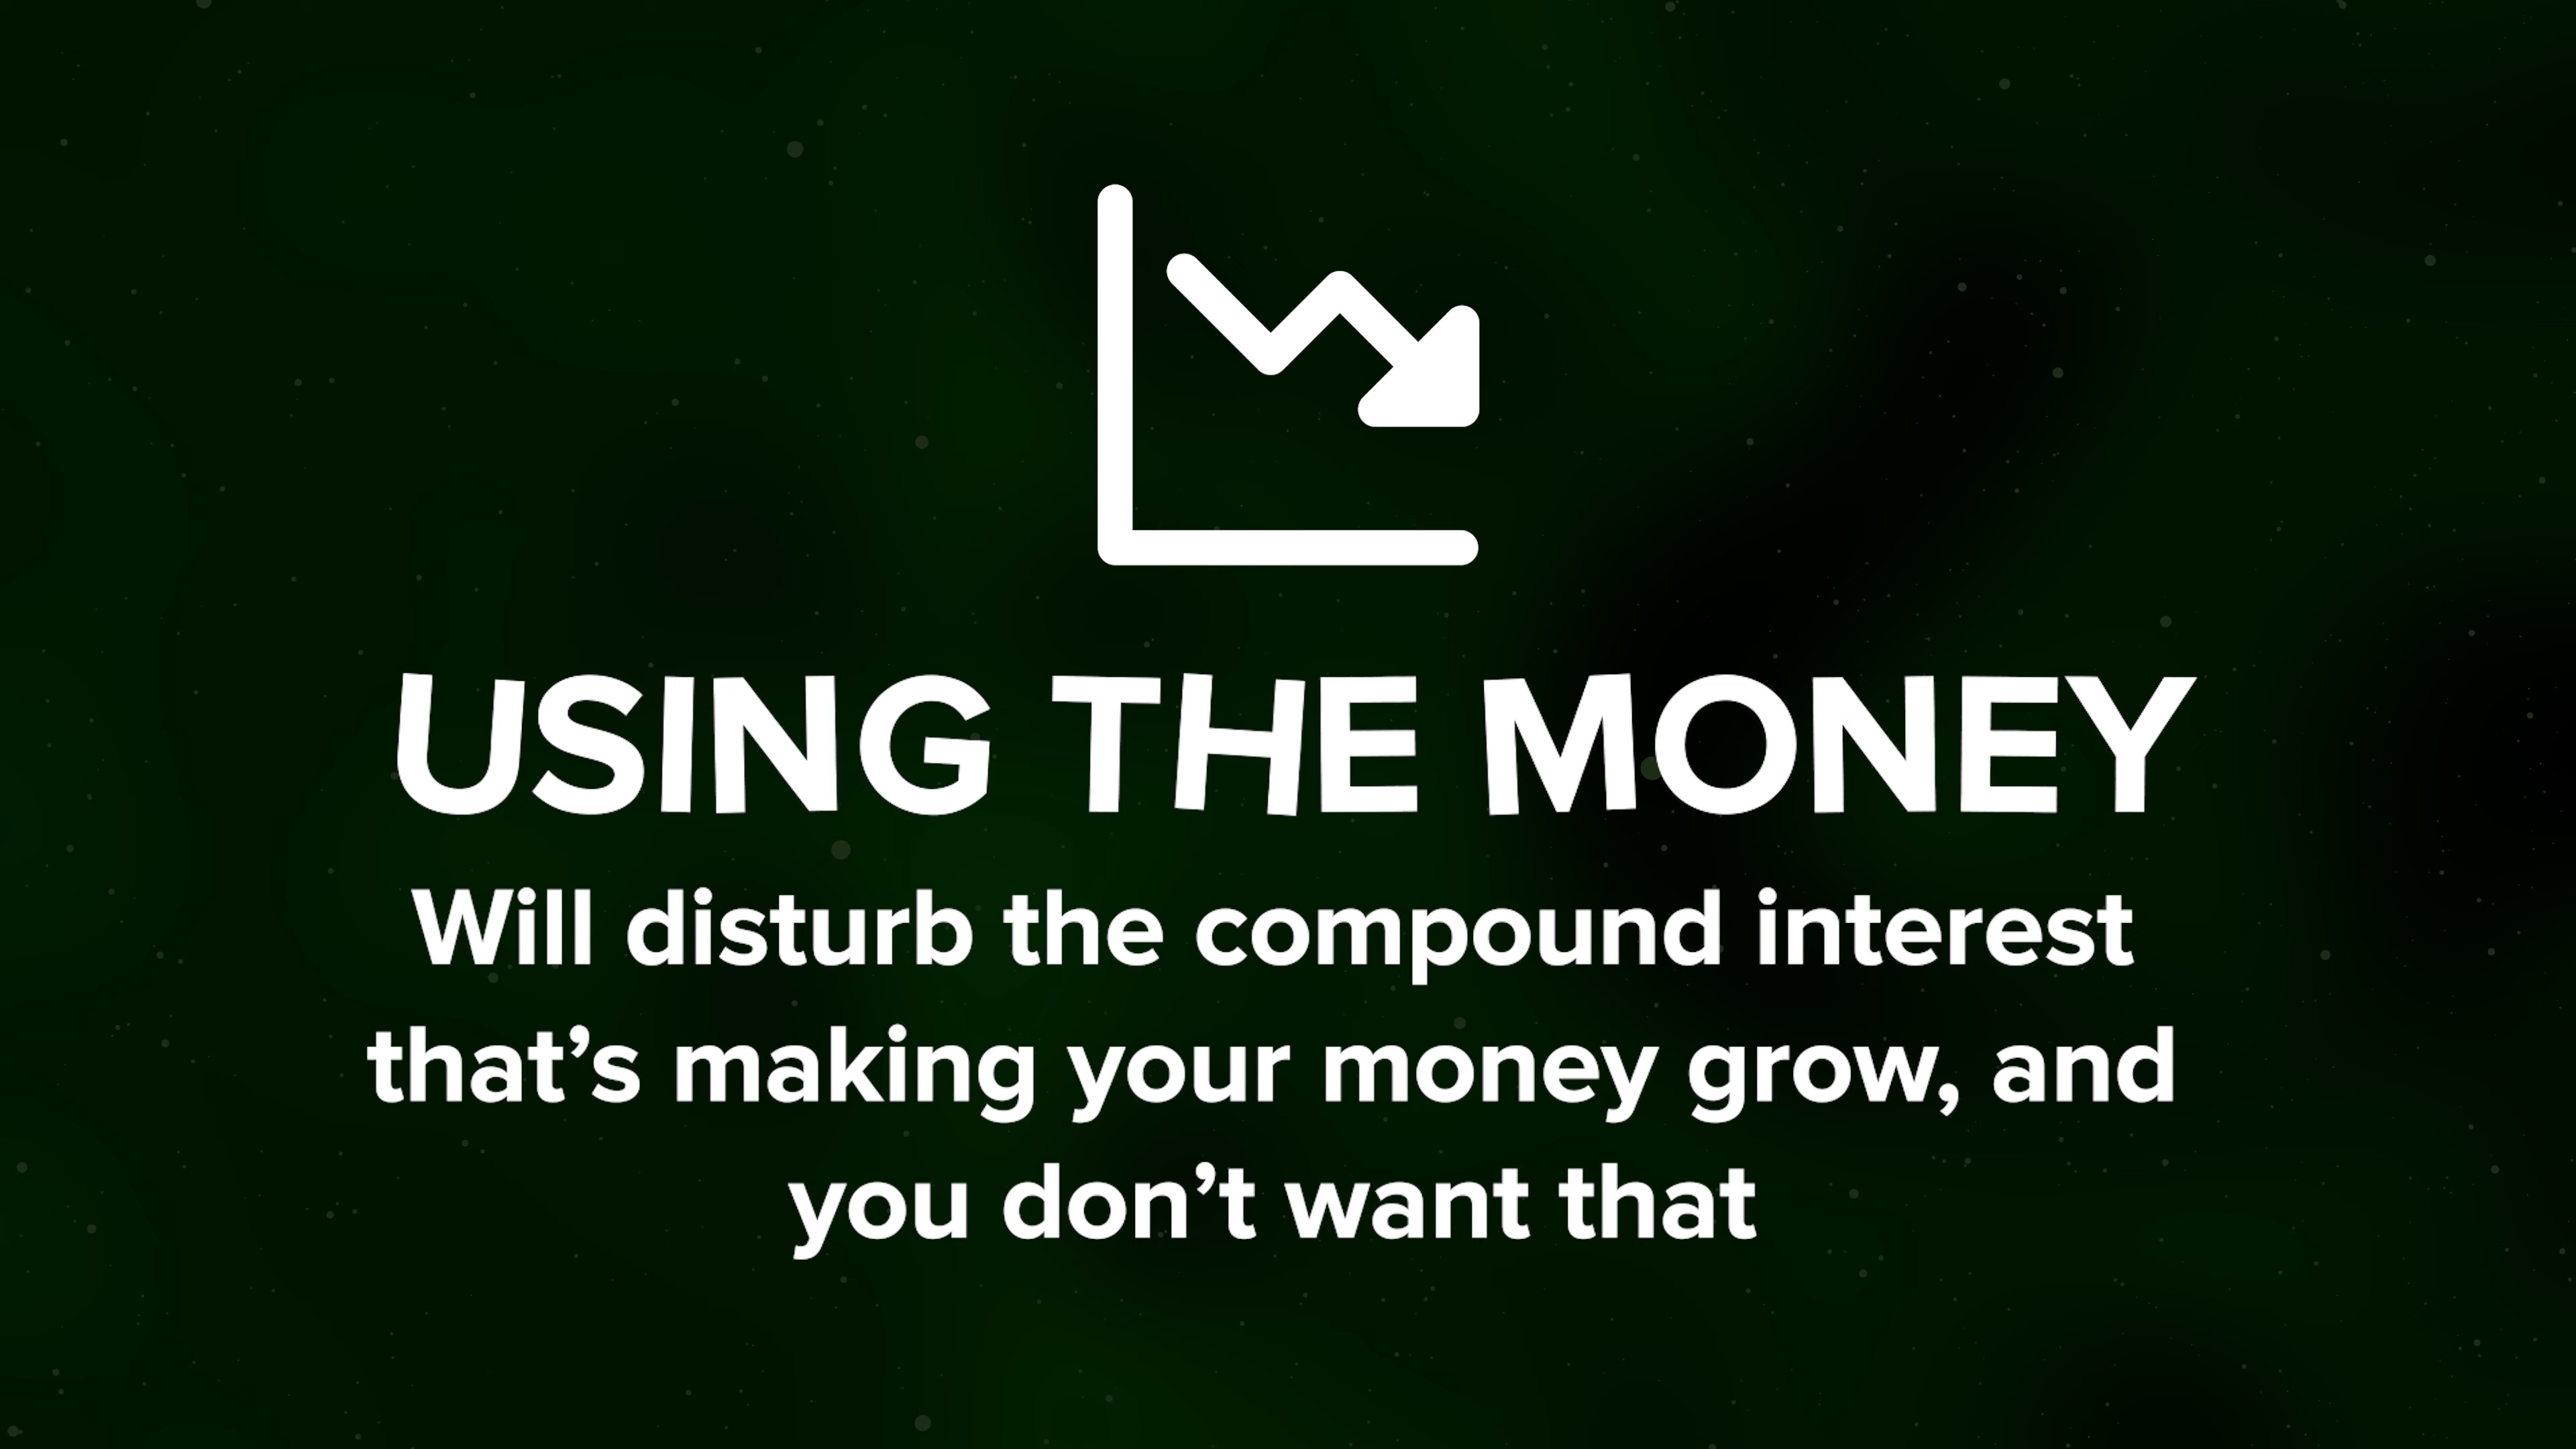 USING THE MONEY
Will disturb the compound interest
that’s making your money grow, and
you don’t want that